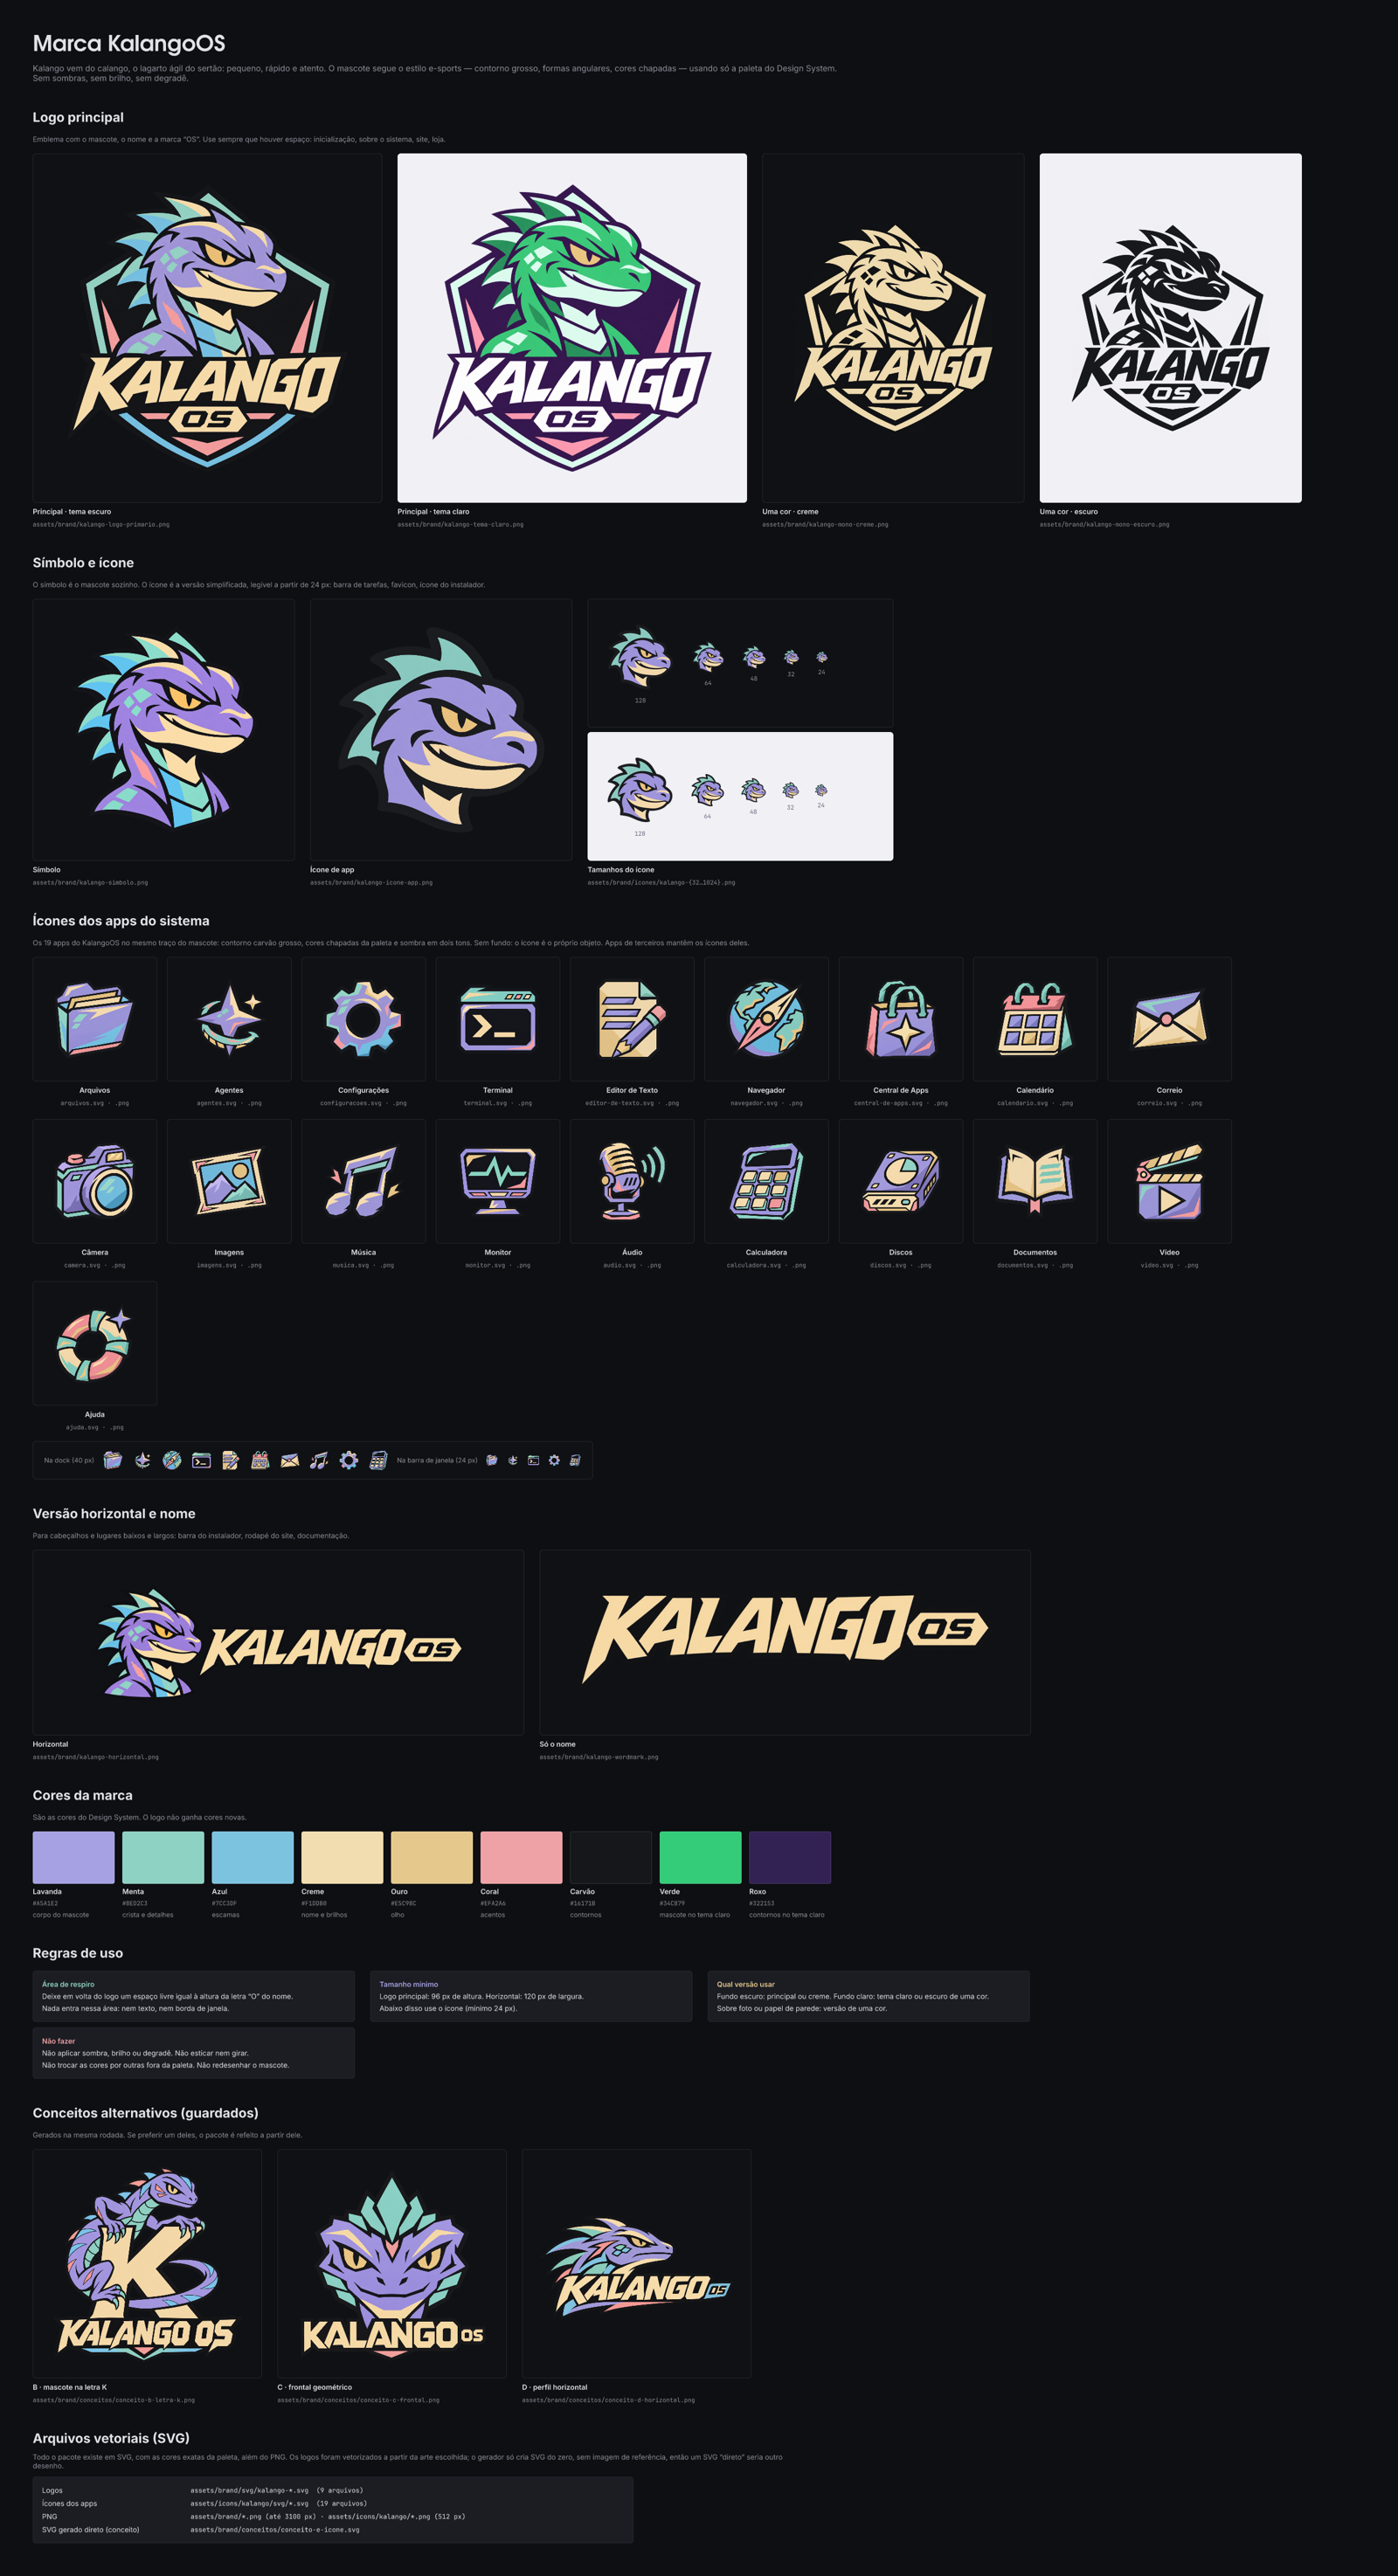 Marca KalangoOS
Kalango vem do calango, o lagarto ágil do sertão: pequeno, rápido e atento. O mascote segue o estilo e-sports — contorno grosso, formas angulares, cores chapadas — usando só a paleta do Design System.
Sem sombras, sem brilho, sem degradê.
Logo principal
Emblema com o mascote, o nome e a marca "OS". Use sempre que houver espaço: inicialização, sobre o sistema, site, loja.
KALANGO
OS
KALANGO
OS
KALANGO
OS
KALANGO
OS
Principal · tema escuro
assets/brand/kalango-logo-primario.png
Principal · tema claro
assets/brand/kalango-tema-claro.png
Uma cor · creme
assets/brand/kalango-mono-creme.png
Uma cor · escuro
assets/brand/kalango-mono-escuro.png
Símbolo e ícone
O símbolo é o mascote sozinho. O ícone é a versão simplificada, legível a partir de 24 px: barra de tarefas, favicon, ícone do instalador.
128
64
48
32
24
128
64
48
32
24
Símbolo
assets/brand/kalango-simbolo.png
Ícone de app
assets/brand/kalango-icone-app.png
Tamanhos do ícone
assets/brand/icones/kalango-{32…1024}.png
Ícones dos apps do sistema
Os 19 apps do KalangoOS no mesmo traço do mascote: contorno carvão grosso, cores chapadas da paleta e sombra em dois tons. Sem fundo: o ícone é o próprio objeto. Apps de terceiros mantêm os ícones deles.
Arquivos
arquivos.svg · .png
Agentes
agentes.svg · .png
Configurações
configuracoes.svg · .png
Terminal
terminal.svg · .png
Editor de Texto
editor-de-texto.svg · .png
Navegador
navegador.svg · .png
Central de Apps
central-de-apps.svg · .png
Calendário
calendario.svg · .png
Correio
correio.svg · .png
Câmera
camera.svg · .png
Imagens
imagens.svg · .png
Música
musica.svg · .png
Monitor
monitor.svg · .png
Áudio
audio.svg · .png
Calculadora
calculadora.svg · .png
Discos
discos.svg · .png
Documentos
documentos.svg · .png
Vídeo
video.svg · .png
Ajuda
ajuda.svg · .png
Na dock (40 px)
Na barra de janela (24 px)
Versão horizontal e nome
Para cabeçalhos e lugares baixos e largos: barra do instalador, rodapé do site, documentação.
KALANGO OS
KALANGO OS
Horizontal
assets/brand/kalango-horizontal.png
Só o nome
assets/brand/kalango-wordmark.png
Cores da marca
São as cores do Design System. O logo não ganha cores novas.
Lavanda
#A5A1E2
corpo do mascote
Menta
#8ED2C3
crista e detalhes
Azul
#7CC3DF
escamas
Creme
#F1DDB0
nome e brilhos
Ouro
#E5C98C
olho
Coral
#EFA2A6
acentos
Carvão
#16171B
contornos
Verde
#34C879
mascote no tema claro
Roxo
#322153
contornos no tema claro
Regras de uso
Área de respiro
Deixe em volta do logo um espaço livre igual à altura da letra "O" do nome.
Nada entra nessa área: nem texto, nem borda de janela.
Tamanho mínimo
Logo principal: 96 px de altura. Horizontal: 120 px de largura.
Abaixo disso use o ícone (mínimo 24 px).
Qual versão usar
Fundo escuro: principal ou creme. Fundo claro: tema claro ou escuro de uma cor.
Sobre foto ou papel de parede: versão de uma cor.
Não fazer
Não aplicar sombra, brilho ou degradê. Não esticar nem girar.
Não trocar as cores por outras fora da paleta. Não redesenhar o mascote.
Conceitos alternativos (guardados)
Gerados na mesma rodada. Se preferir um deles, o pacote é refeito a partir dele.
K
KALANGO OS
KALANGO OS
KALANGO OS
B · mascote na letra K
assets/brand/conceitos/conceito-b-letra-k.png
C · frontal geométrico
assets/brand/conceitos/conceito-c-frontal.png
D · perfil horizontal
assets/brand/conceitos/conceito-d-horizontal.png
Arquivos vetoriais (SVG)
Todo o pacote existe em SVG, com as cores exatas da paleta, além do PNG. Os logos foram vetorizados a partir da arte escolhida; o gerador só cria SVG do zero, sem imagem de referência, então um SVG "direto" seria outro
desenho.
Logos assets/brand/svg/kalango-*.svg (9 arquivos)
Ícones dos apps assets/icons/kalango/svg/*.svg (19 arquivos)
PNG assets/brand/*.png (até 3100 px) · assets/icons/kalango/*.png (512 px)
SVG gerado direto (conceito) assets/brand/conceitos/conceito-e-icone.svg